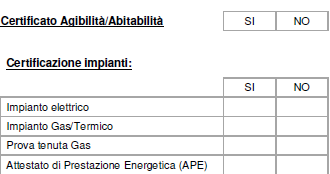 Certificato Agibilità/Abitabilità SI NO
Certificazione impianti:
SI NO
Impianto elettrico
Impianto Gas/Termico
Prova tenuta Gas
Attestato di Prestazione Energetica (APE)